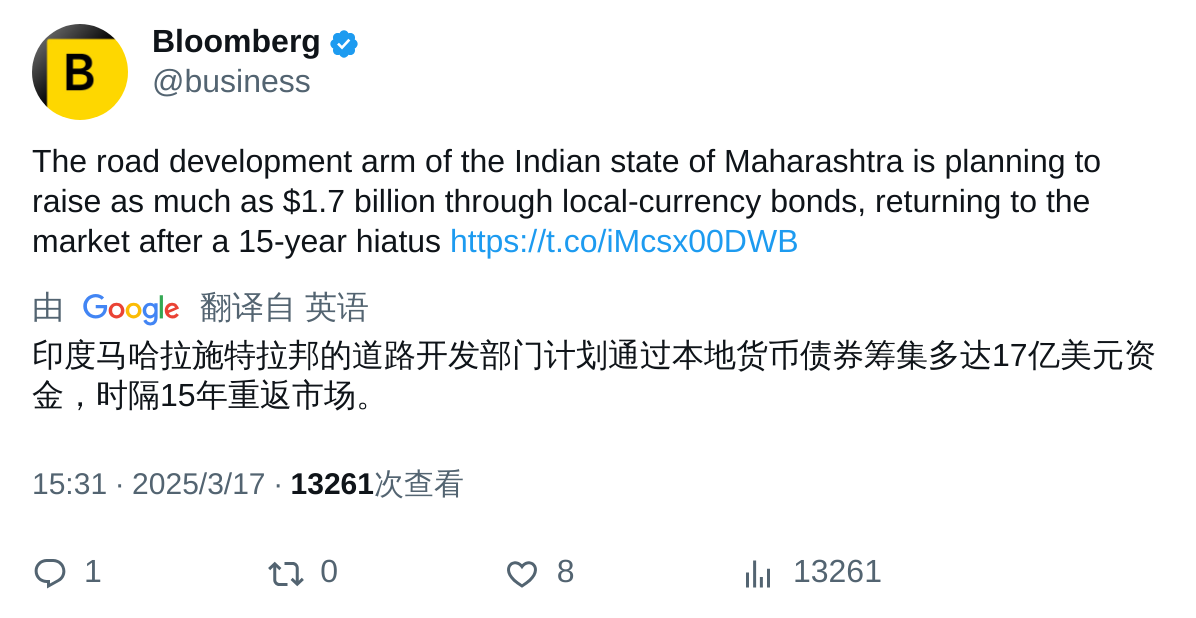 B
Bloomberg
@business
The road development arm of the Indian state of Maharashtra is planning to
raise as much as $1.7 billion through local-currency bonds, returning to the
market after a 15-year hiatus https://t.co/iMcsx00DWB
由 Google 翻译自 英语
印度马哈拉施特拉邦的道路开发部门计划通过本地货币债券筹集多达17亿美元资
金，时隔15年重返市场。
15:31 · 2025/3/17 · 13261次查看
1 0 8 13261